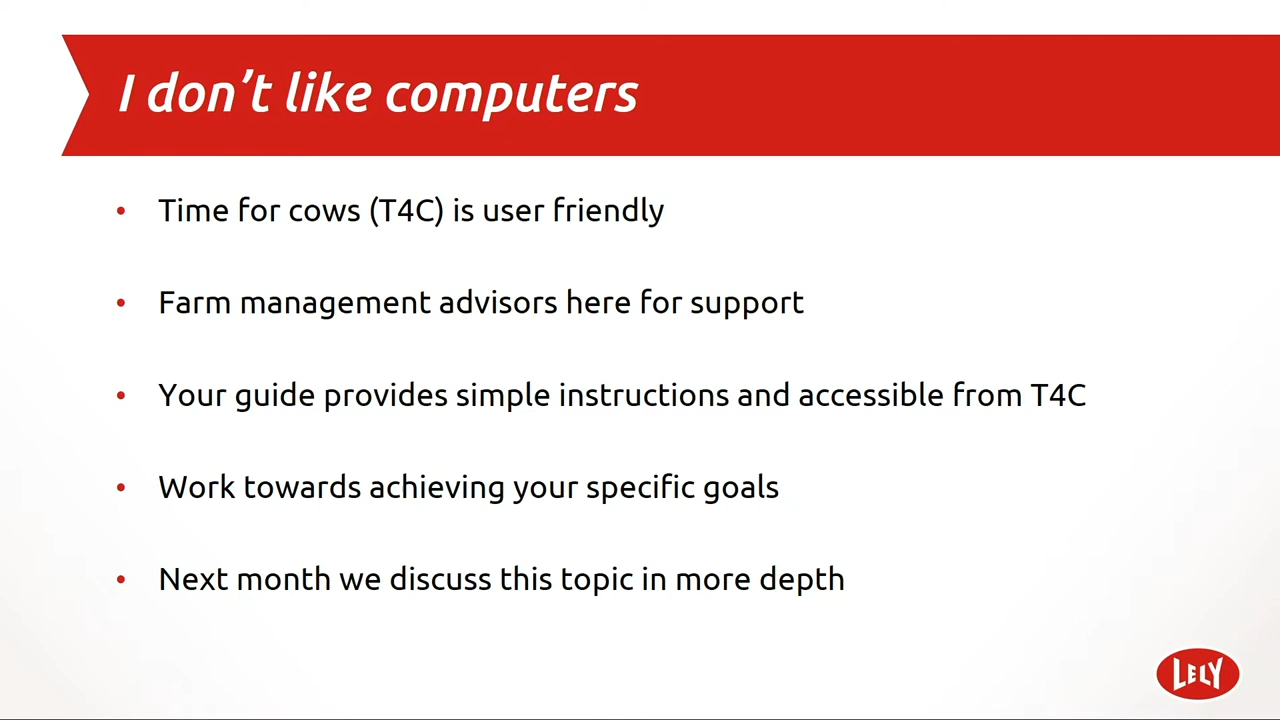 I don’t like computers
Time for cows (T4C) is user friendly
Farm management advisors here for support
Your guide provides simple instructions and accessible from T4C
Work towards achieving your specific goals
Next month we discuss this topic in more depth
LELY